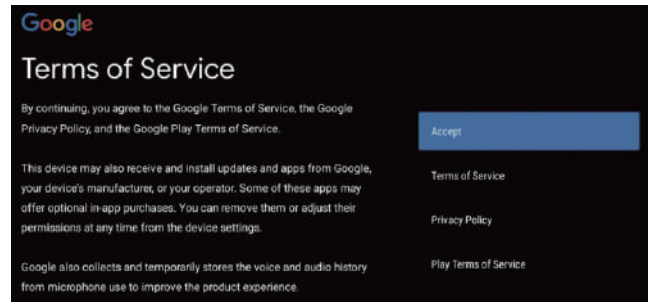 Google
Terms of Service
By continuing, you agree to the Google Terms of Service, the Google
Privacy Policy, and the Google Play Terms of Service.
This device may also receive and install updates and apps from Google,
your device's manufacturer, or your operator. Some of these apps may
offer optional in-app purchases. You can remove them or adjust their
permissions at any time from the device settings.
Google also collects and temporarily stores the voice and audio history
from microphone use to improve the product experience.
Accept
Terms of Service
Privacy Policy
Play Terms of Service